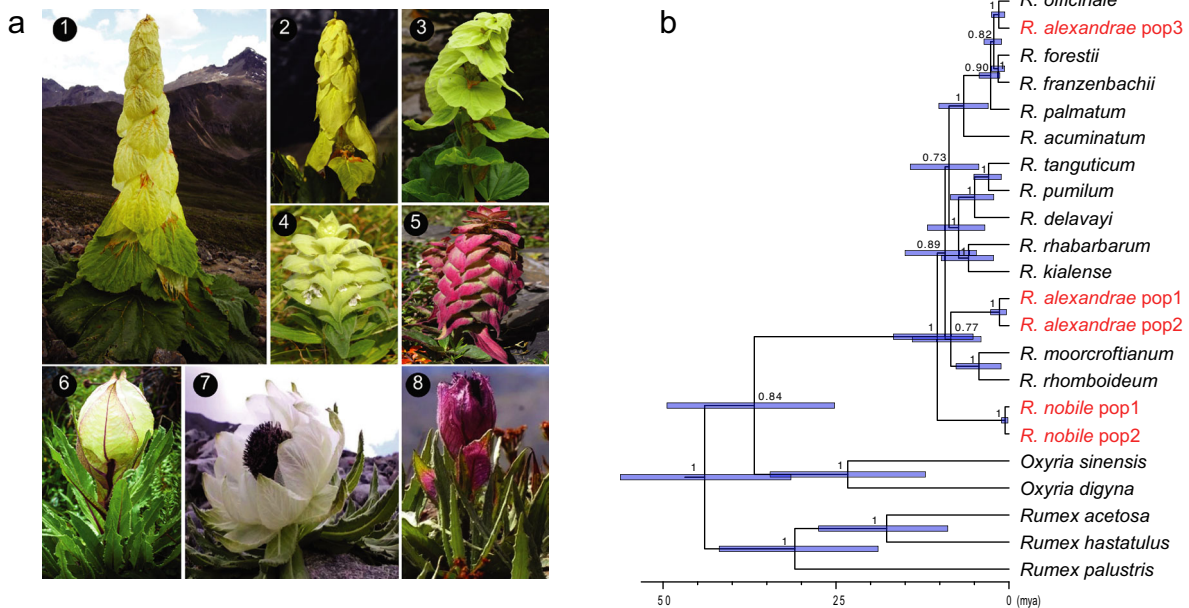 a
1
2
3
4
5
6
7
8
b
R. officinale
R. alexandrae pop3
R. forestii
R. franzenbachii
R. palmatum
R. acuminatum
R. tanguticum
R. pumilum
R. delavayi
R. rhabarbarum
R. kialense
R. alexandrae pop1
R. alexandrae pop2
R. moorcroftianum
R. rhomboideum
R. nobile pop1
R. nobile pop2
Oxyria sinensis
Oxyria digyna
Rumex acetosa
Rumex hastatulus
Rumex palustris
1
0.82
0.90
1
1
0.73
1
1
1
0.89
1
1
1
0.77
1
1
0.84
1
1
1
1
50
25
0 (mya)